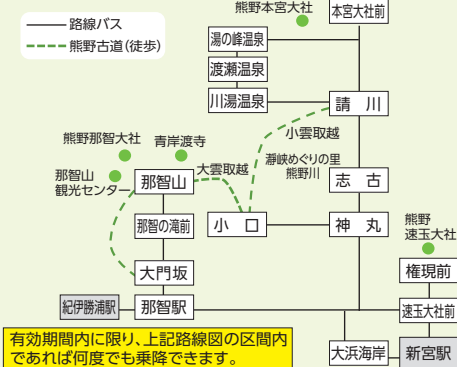 路線バス
熊野古道(徒歩)
熊野本宮大社
本宮大社前
湯の峰温泉
渡瀬温泉
川湯温泉
請川
小雲取越
熊野那智大社
青岸渡寺
大雲取越
瀞峡めぐりの里
熊野川
那智山
観光センター
那智山
志古
那智の滝前
小口
神丸
熊野
速玉大社
大門坂
権現前
紀伊勝浦駅
那智駅
速玉大社前
有効期間内に限り、上記路線図の区間内
であれば何度でも乗降できます。
大浜海岸
新宮駅